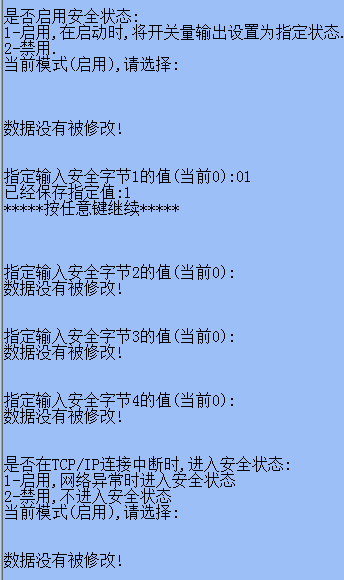 是否启用安全状态:
1-启用,在启动时,将开关量输出设置为指定状态.
2-禁用.
当前模式(启用),请选择:
数据没有被修改!
指定输入安全字节1的值(当前0):01
已经保存指定值:1
*****按任意键继续*****
指定输入安全字节2的值(当前0):
数据没有被修改!
指定输入安全字节3的值(当前0):
数据没有被修改!
指定输入安全字节4的值(当前0):
数据没有被修改!
是否在TCP/IP连接中断时,进入安全状态:
1-启用,网络异常时进入安全状态
2-禁用,不进入安全状态
当前模式(启用),请选择:
数据没有被修改!